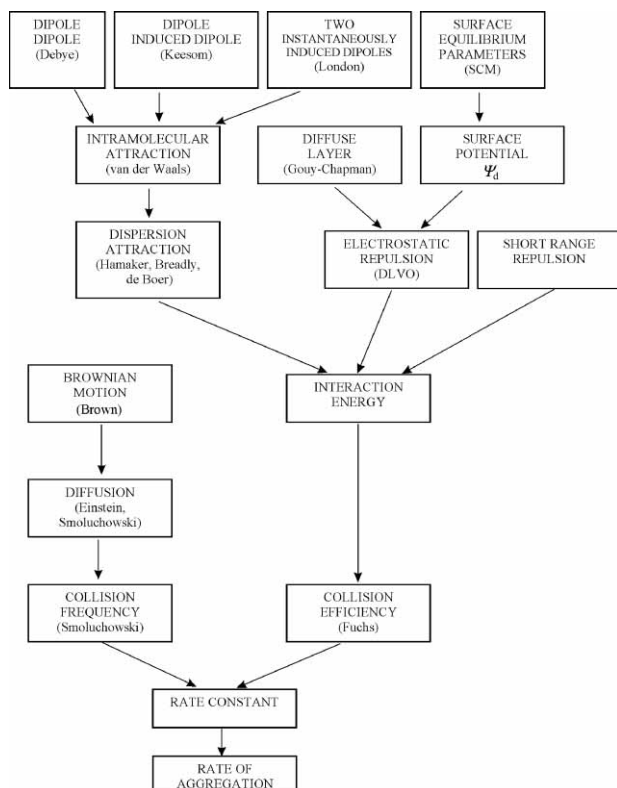 DIPOLE
DIPOLE
(Debye)
DIPOLE
INDUCED DIPOLE
(Keesom)
TWO
INSTANTANEOUSLY
INDUCED DIPOLES
(London)
SURFACE
EQUILIBRIUM
PARAMETERS
(SCM)
INTRAMOLECULAR
ATTRACTION
(van der Waals)
DIFFUSE
LAYER
(Gouy-Chapman)
SURFACE
POTENTIAL
Ψd
DISPERSION
ATTRACTION
(Hamaker, Breadly,
de Boer)
ELECTROSTATIC
REPULSION
(DLVO)
SHORT RANGE
REPULSION
BROWNIAN
MOTION
(Brown)
INTERACTION
ENERGY
DIFFUSION
(Einstein,
Smoluchowski)
COLLISION
FREQUENCY
(Smoluchowski)
COLLISION
EFFICIENCY
(Fuchs)
RATE CONSTANT
RATE OF
AGGREGATION